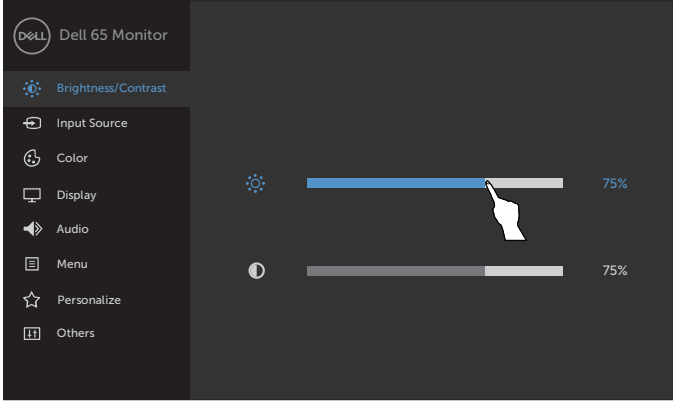 DELL
Dell 65 Monitor
Brightness/Contrast
Input Source
Color
Display
Audio
Menu
Personalize
Others
75%
75%